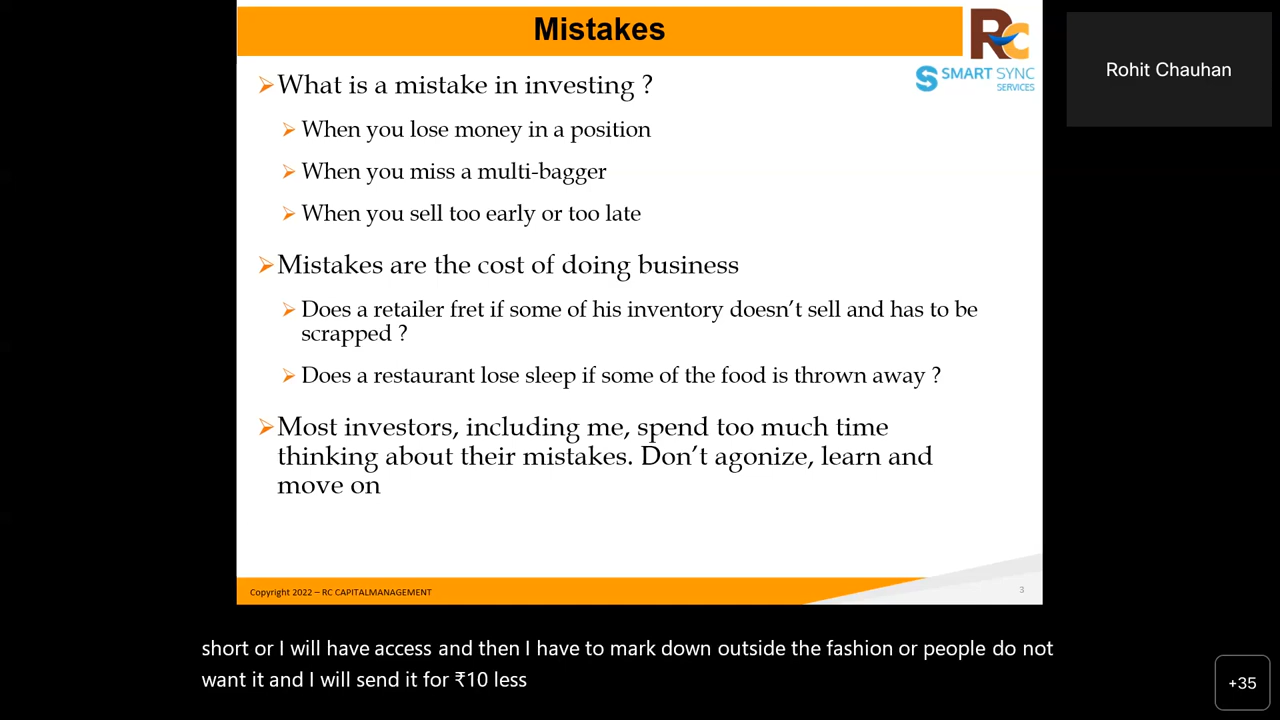 Mistakes
Rc
SMART SYNC
SERVICES
Rohit Chauhan
➢What is a mistake in investing ?
➢ When you lose money in a position
➢ When you miss a multi-bagger
➢ When you sell too early or too late
➢Mistakes are the cost of doing business
➢ Does a retailer fret if some of his inventory doesn’t sell and has to be
scrapped ?
➢ Does a restaurant lose sleep if some of the food is thrown away ?
➢Most investors, including me, spend too much time
thinking about their mistakes. Don’t agonize, learn and
move on
Copyright 2022 – RC CAPITALMANAGEMENT
3
short or I will have access and then I have to mark down outside the fashion or people do not
want it and I will send it for ₹10 less
+35